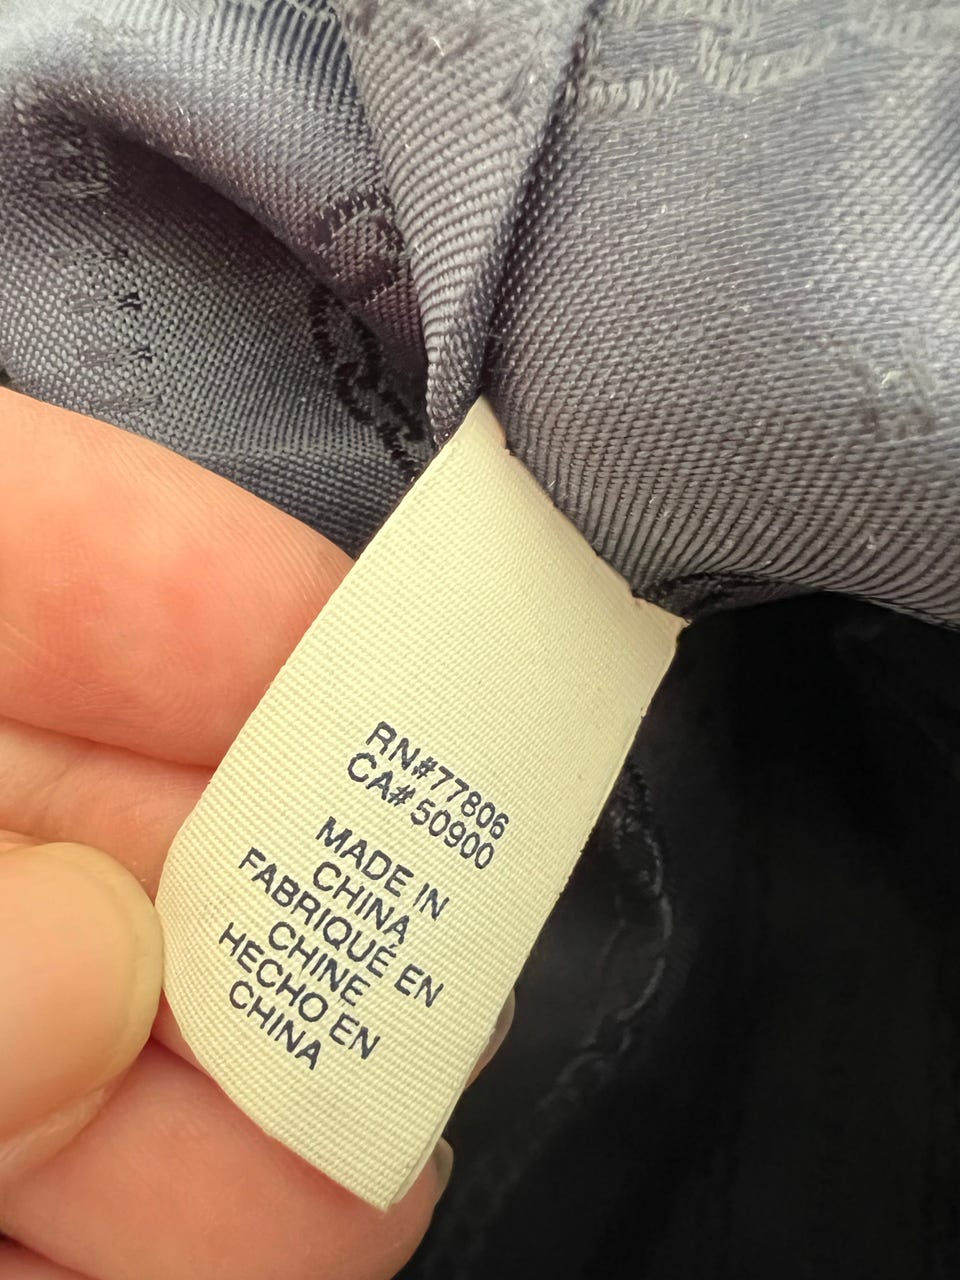 RN#77806
CA# 50900
MADE IN
CHINA
FABRIQUÉ EN
CHINE
HECHO EN
CHINA